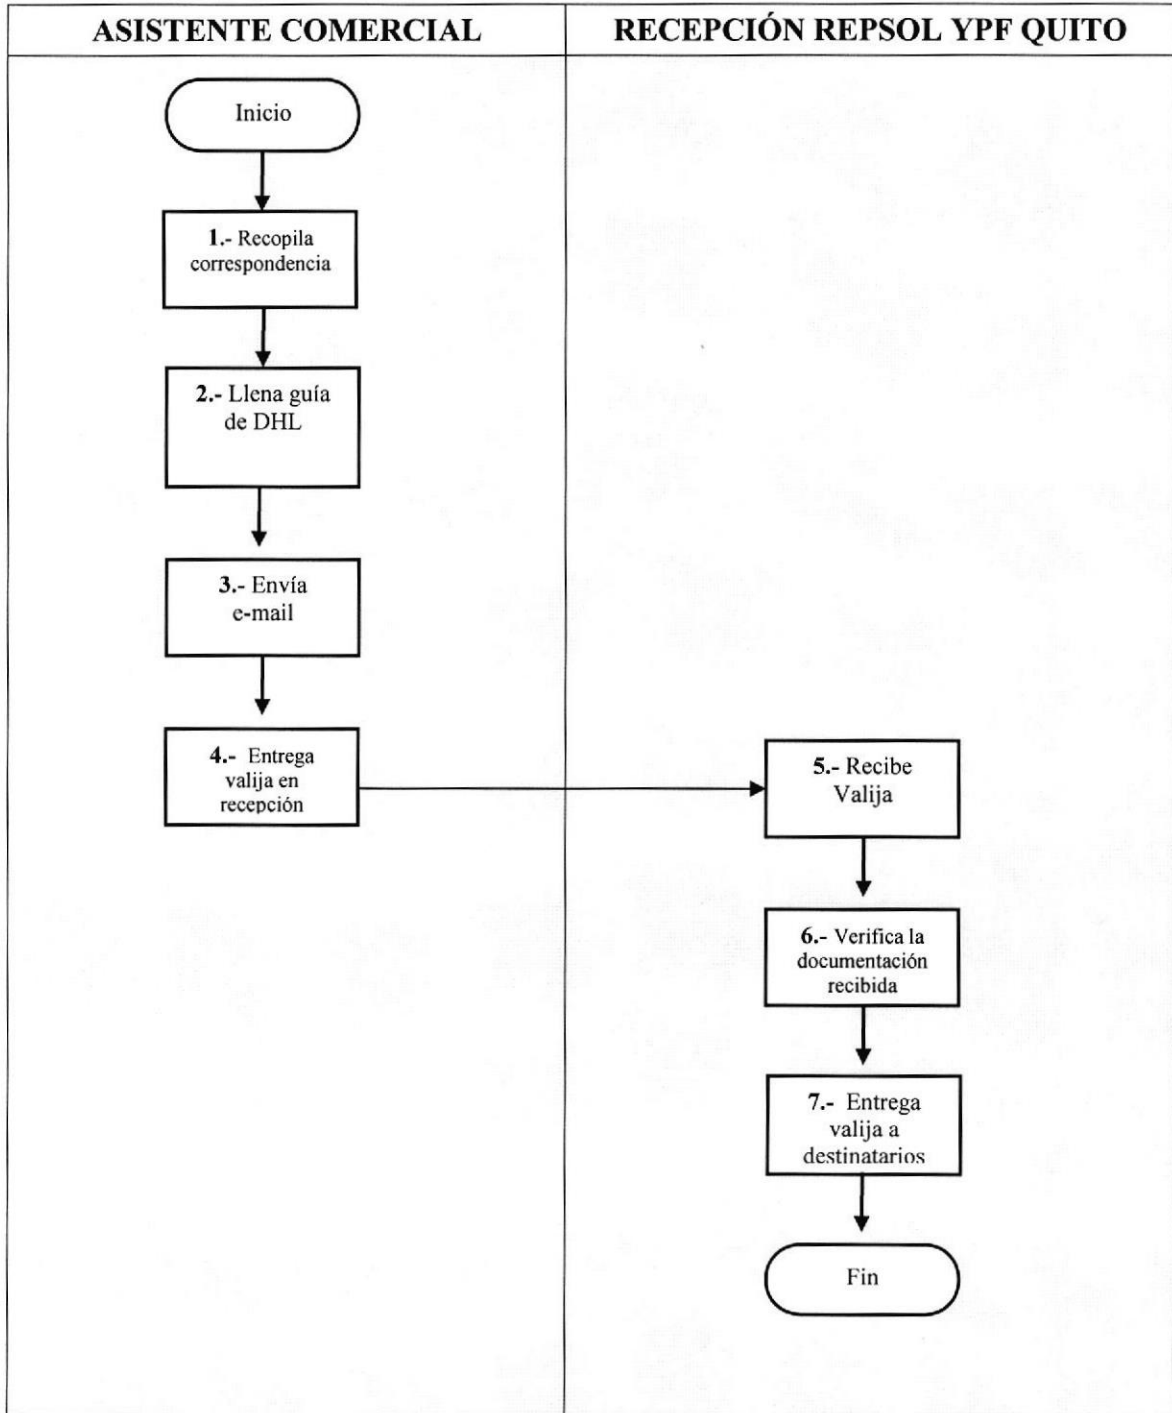 ASISTENTE COMERCIAL
RECEPCIÓN REPSOL YPF QUITO
Inicio
1.- Recopila
correspondencia
2.- Llena guía
de DHL
3.- Envía
e-mail
4.- Entrega
valija en
recepción
5.- Recibe
Valija
6.- Verifica la
documentación
recibida
7.- Entrega
valija a
destinatarios
Fin